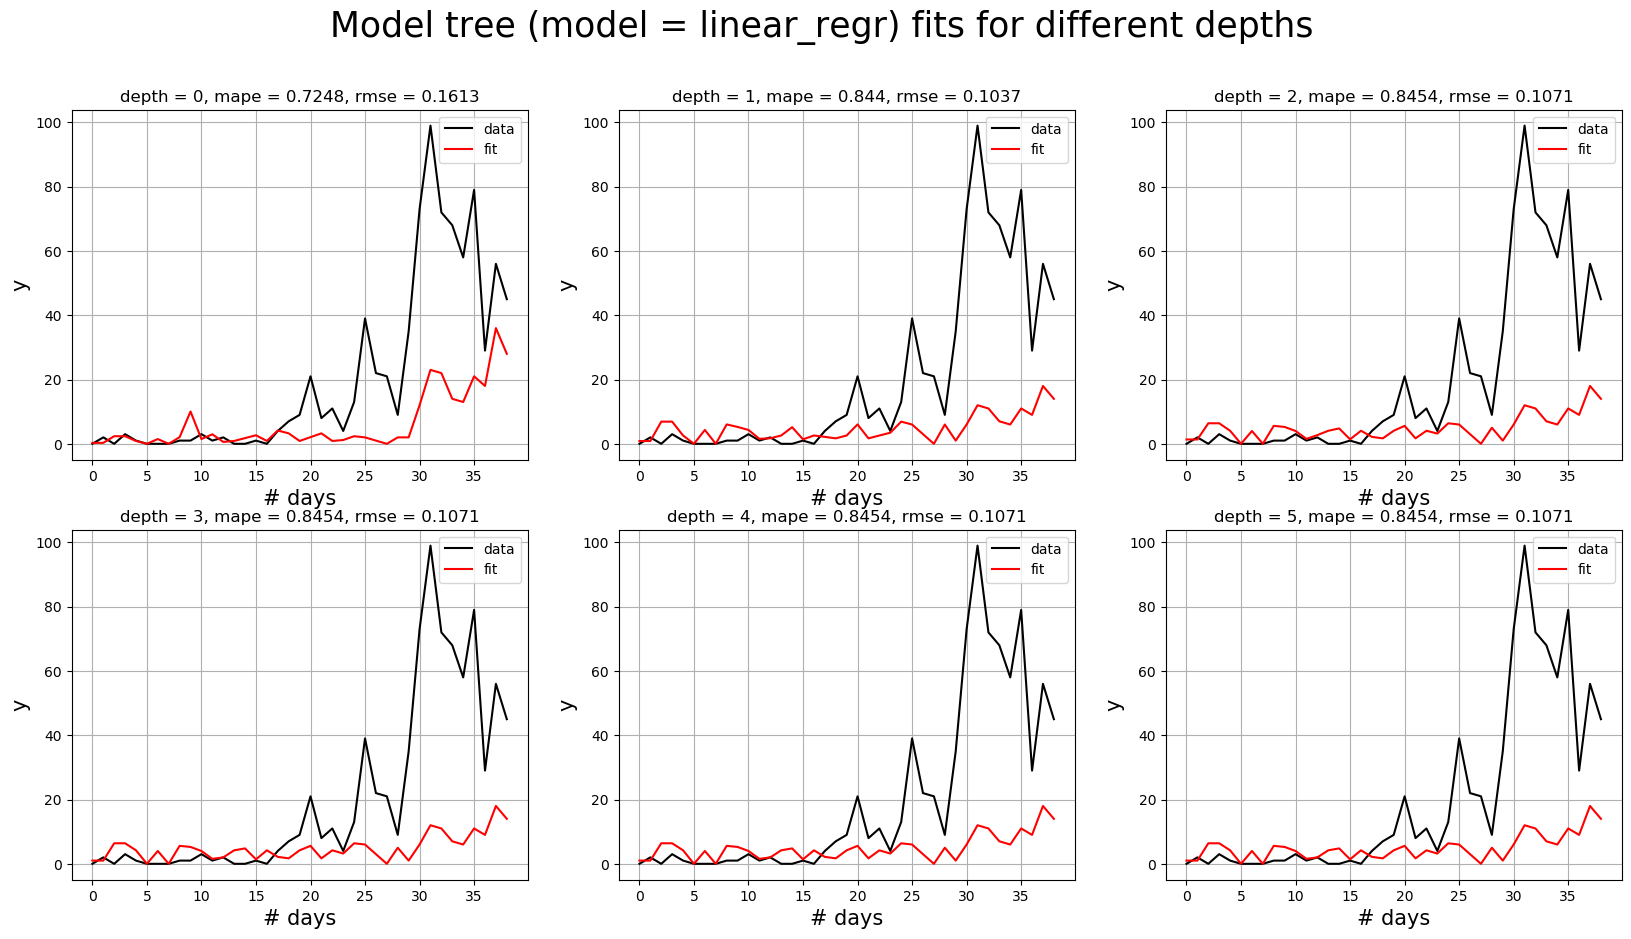 Model tree (model = linear_regr) fits for different depths
depth = 0, mape = 0.7248, rmse = 0.1613
100
80
60
40
20
0
y
data
fit
0 5 10 15 20 25 30 35
# days
depth = 1, mape = 0.844, rmse = 0.1037
100
80
60
40
20
0
y
data
fit
0 5 10 15 20 25 30 35
# days
depth = 2, mape = 0.8454, rmse = 0.1071
100
80
60
40
20
0
y
data
fit
0 5 10 15 20 25 30 35
# days
depth = 3, mape = 0.8454, rmse = 0.1071
100
80
60
40
20
0
y
data
fit
0 5 10 15 20 25 30 35
# days
depth = 4, mape = 0.8454, rmse = 0.1071
100
80
60
40
20
0
y
data
fit
0 5 10 15 20 25 30 35
# days
depth = 5, mape = 0.8454, rmse = 0.1071
100
80
60
40
20
0
y
data
fit
0 5 10 15 20 25 30 35
# days